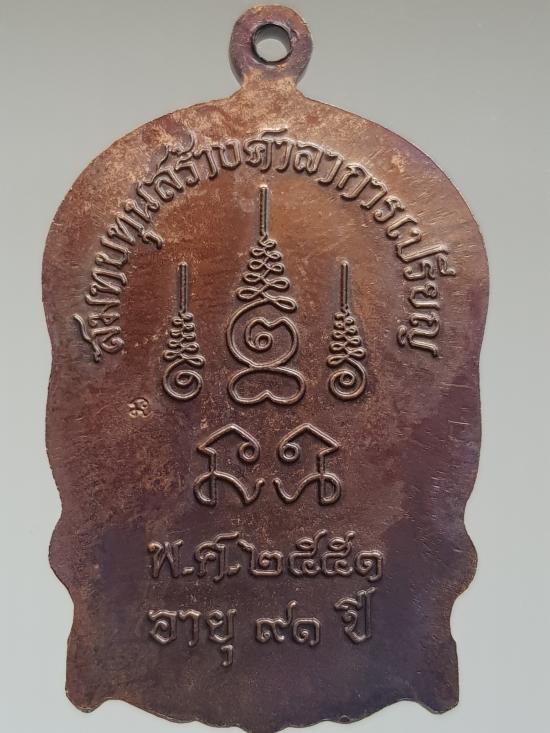 สมทบทุนสร้างศาลาการเปรียญ
พ.ศ.๒๕๕๑
อายุ ๙๑ ปี